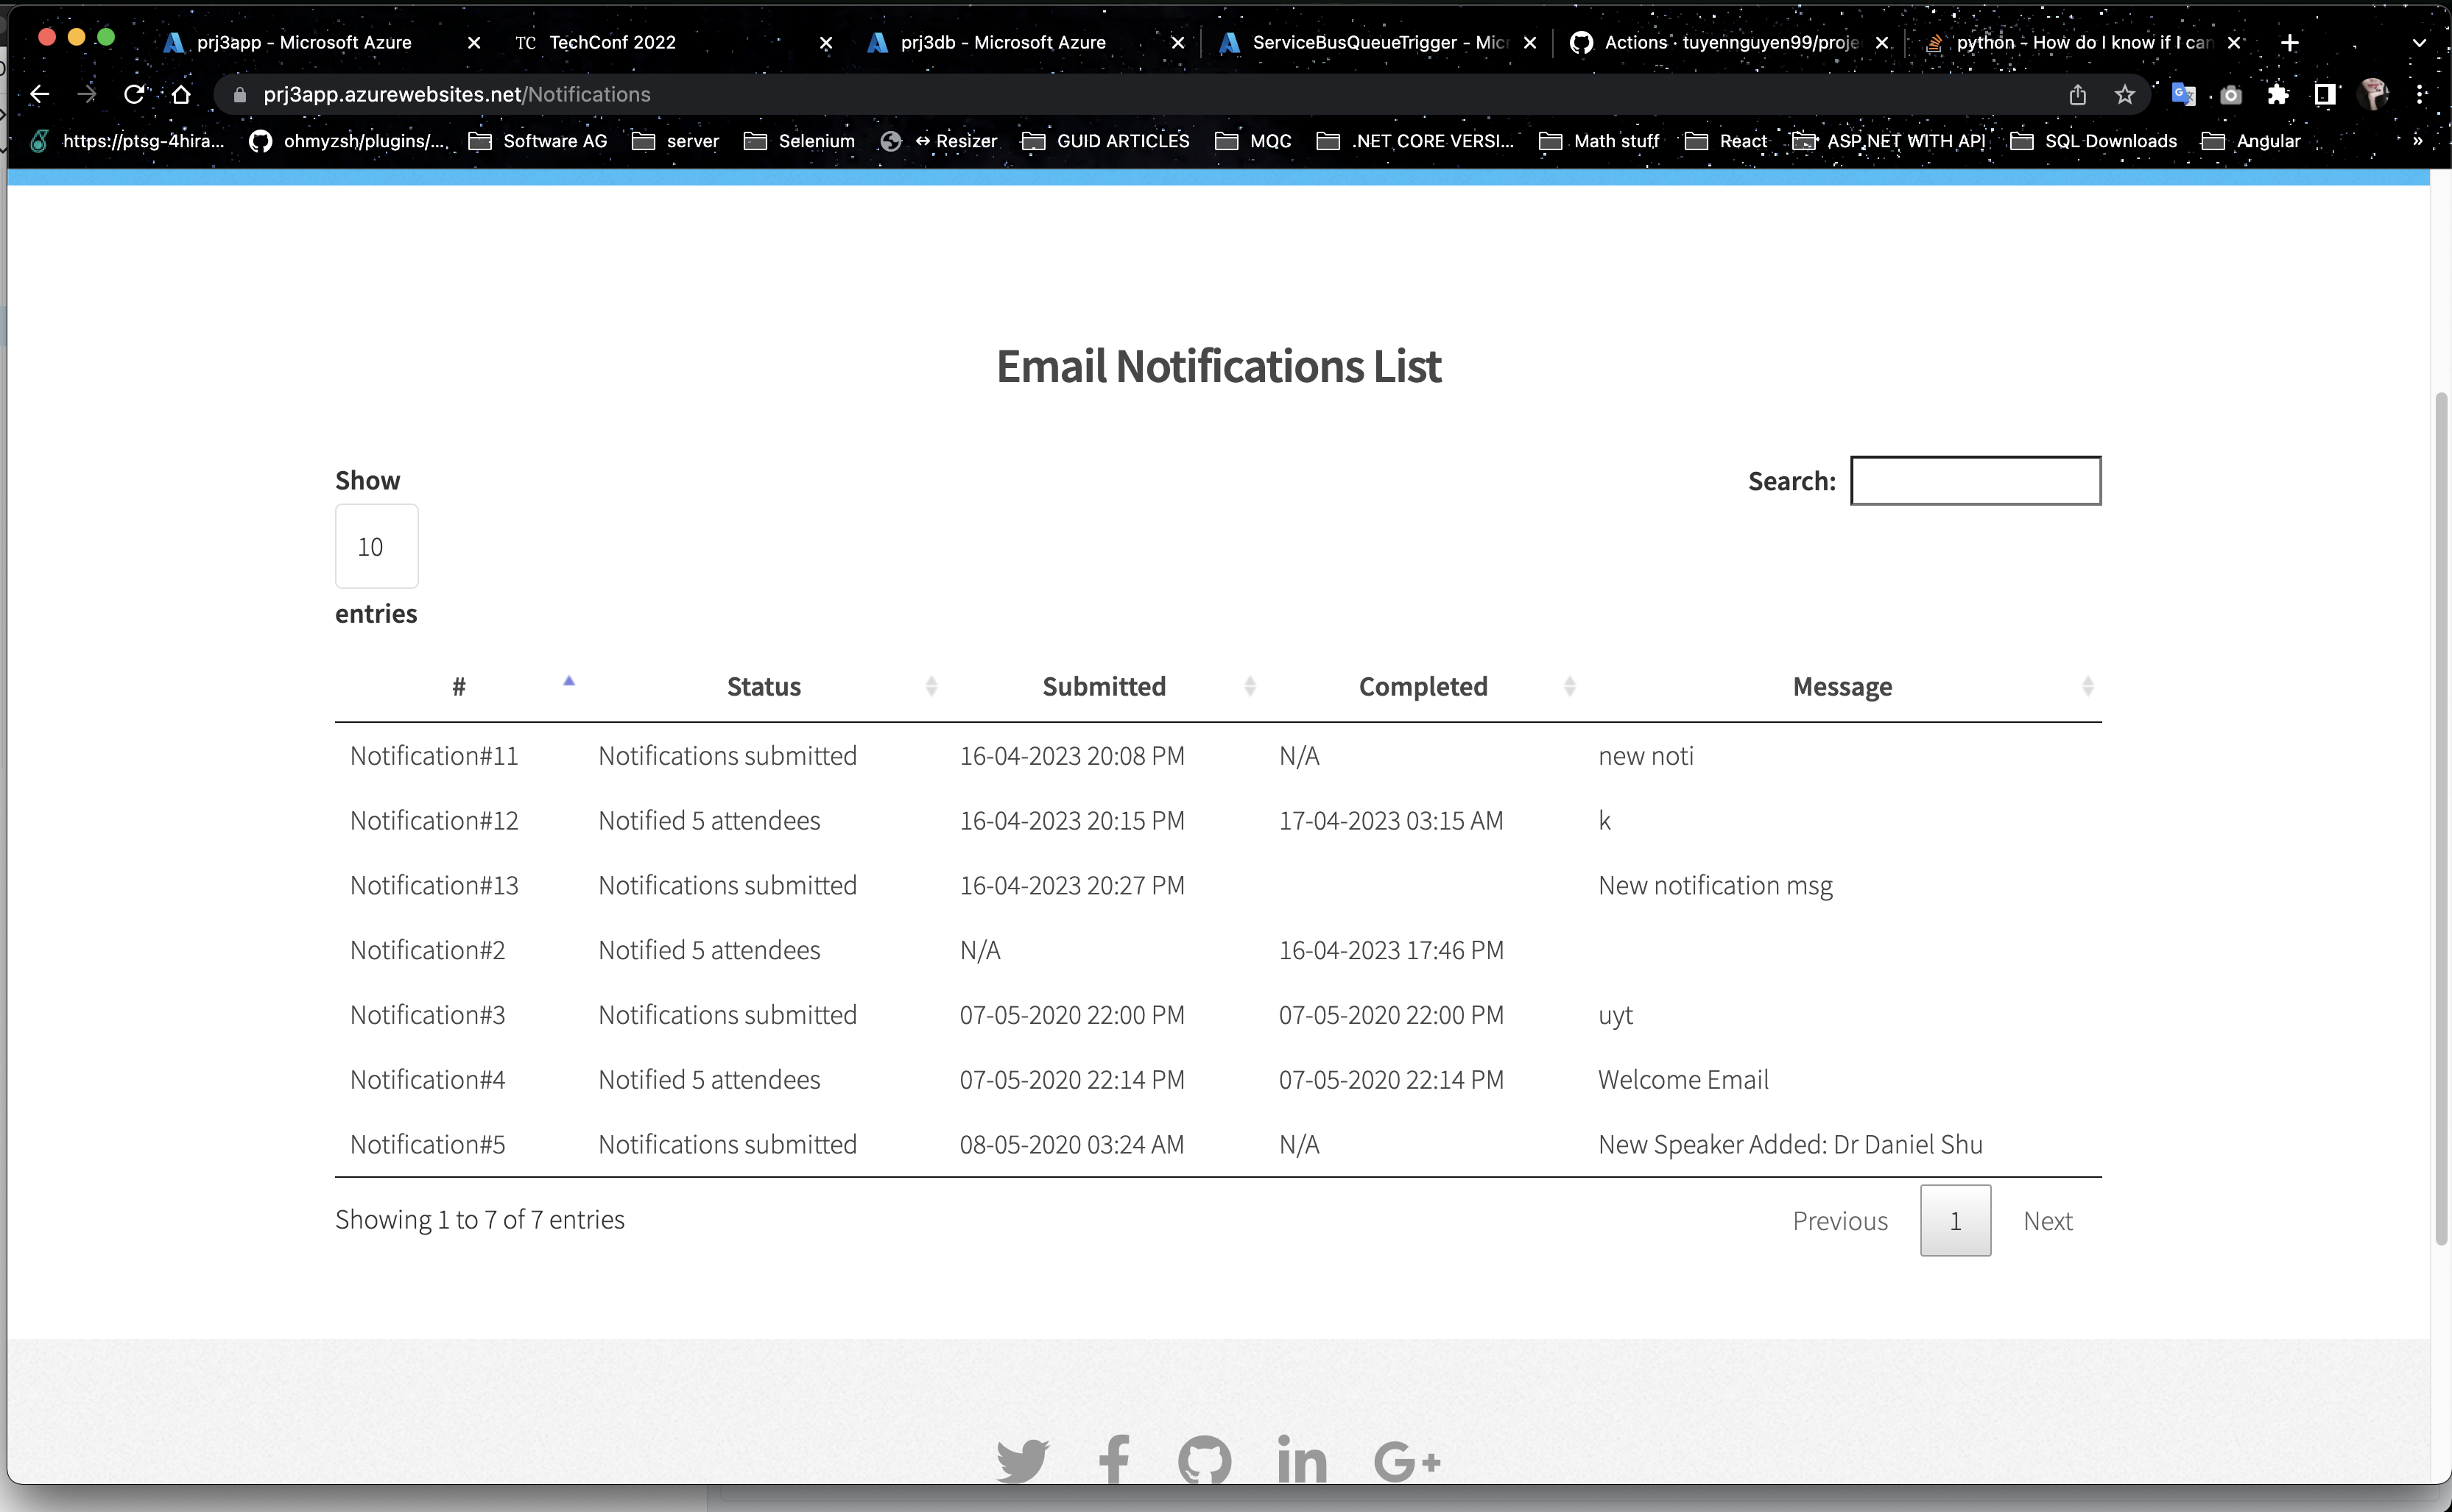 prj3app - Microsoft Azure
TC TechConf 2022
prj3db - Microsoft Azure
ServiceBusQueueTrigger - Micr
Actions · tuyennguyen99/proje
python - How do I know if I can
prj3app.azurewebsites.net/Notifications
https://ptsg-4hira...
ohmyzsh/plugins/...
Software AG
server
Selenium
↔ Resizer
GUID ARTICLES
MQC
.NET CORE VERSI...
Math stuff
React
ASP.NET WITH API
SQL Downloads
Angular
»
Email Notifications List
Show
10
entries
Search:
# Status Submitted Completed Message
Notification#11 Notifications submitted 16-04-2023 20:08 PM N/A new noti
Notification#12 Notified 5 attendees 16-04-2023 20:15 PM 17-04-2023 03:15 AM k
Notification#13 Notifications submitted 16-04-2023 20:27 PM New notification msg
Notification#2 Notified 5 attendees N/A 16-04-2023 17:46 PM
Notification#3 Notifications submitted 07-05-2020 22:00 PM 07-05-2020 22:00 PM uyt
Notification#4 Notified 5 attendees 07-05-2020 22:14 PM 07-05-2020 22:14 PM Welcome Email
Notification#5 Notifications submitted 08-05-2020 03:24 AM N/A New Speaker Added: Dr Daniel Shu
Showing 1 to 7 of 7 entries
Previous 1 Next